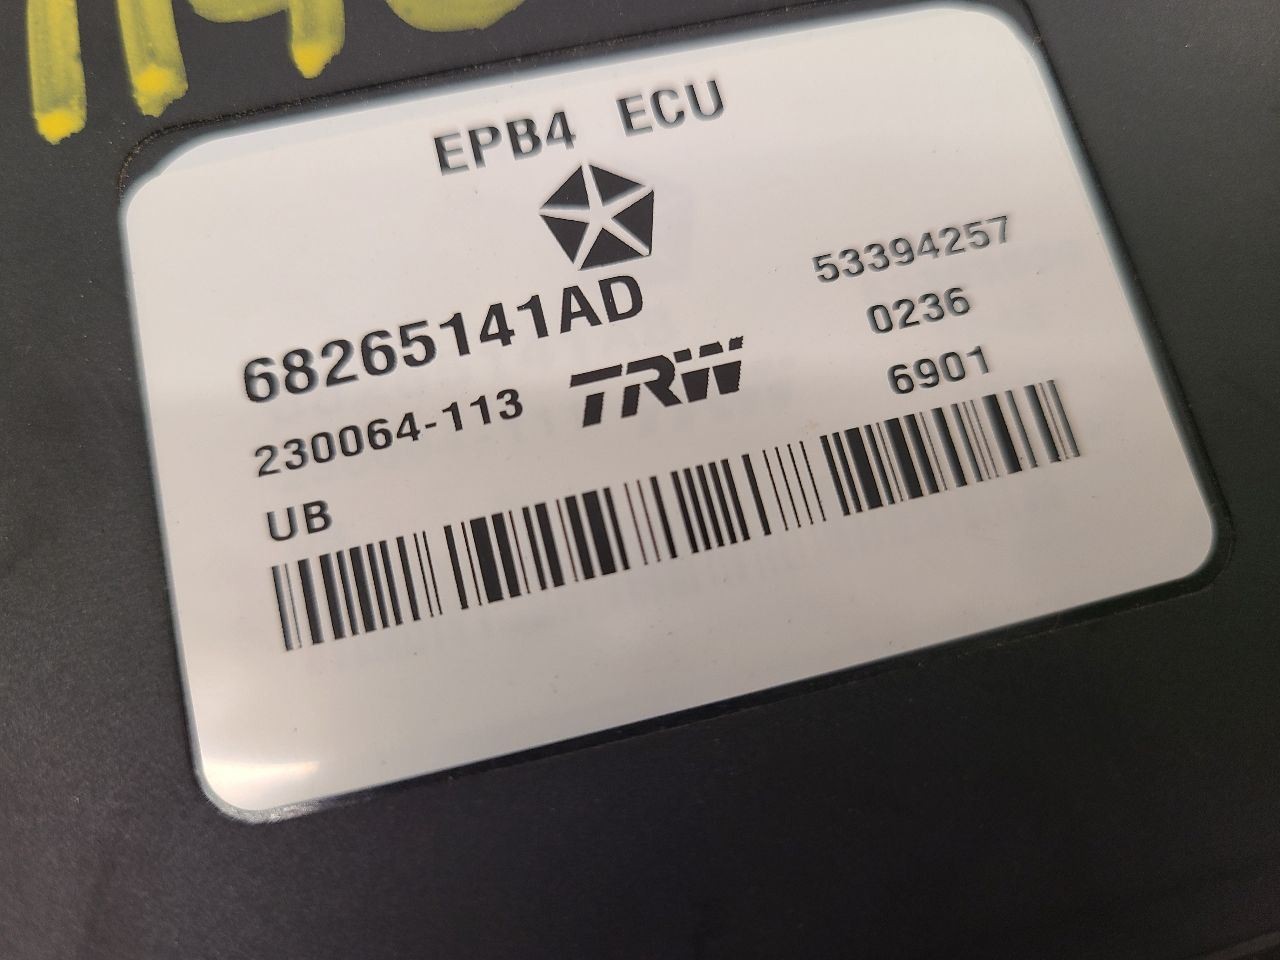 EPB4 ECU
68265141AD
53394257
230064-113
TRW
0236
6901
UB